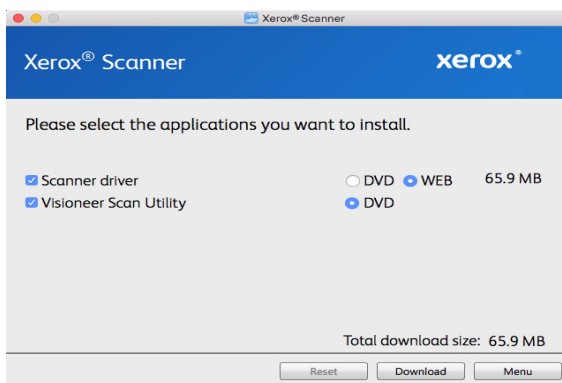 Xerox® Scanner
Xerox® Scanner xerox®
Please select the applications you want to install.
Scanner driver DVD WEB 65.9 MB
Visioneer Scan Utility DVD
Total download size: 65.9 MB
Reset Download Menu